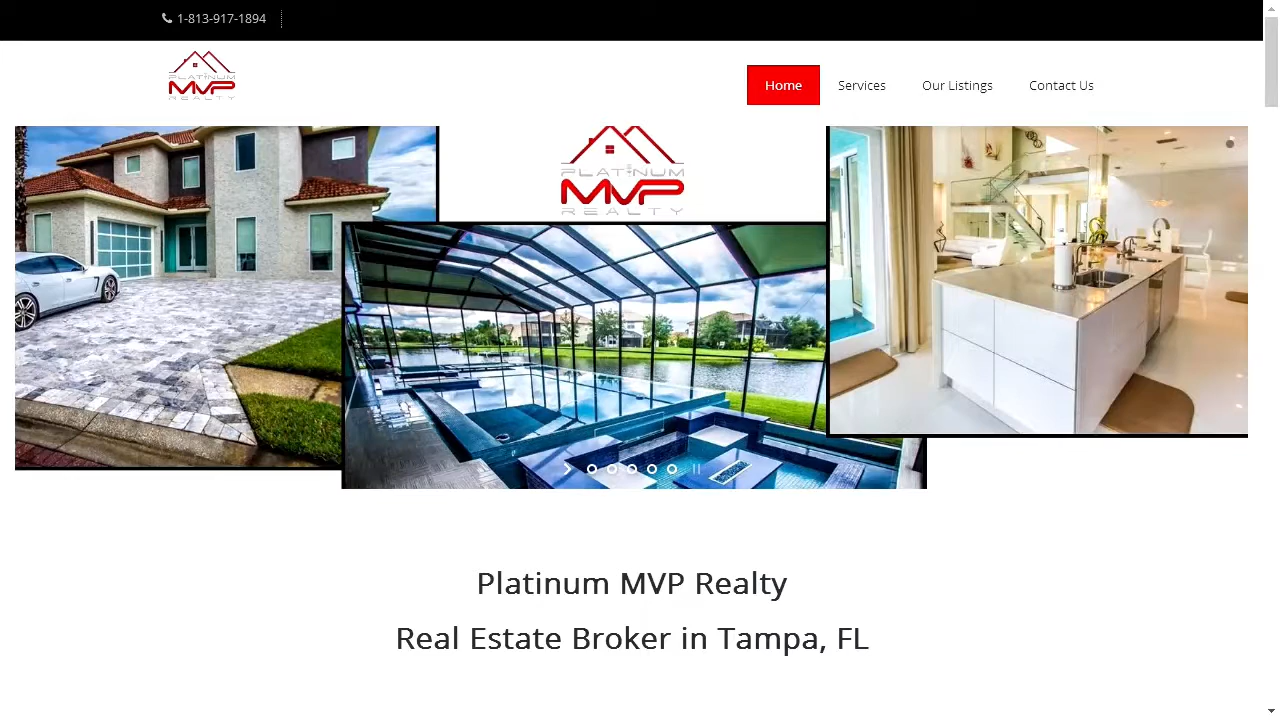 1-813-917-1894
PLATINUM
MVP
REALTY
Home
Services
Our Listings
Contact Us
PLATINUM
MVP
REALTY
Platinum MVP Realty
Real Estate Broker in Tampa, FL